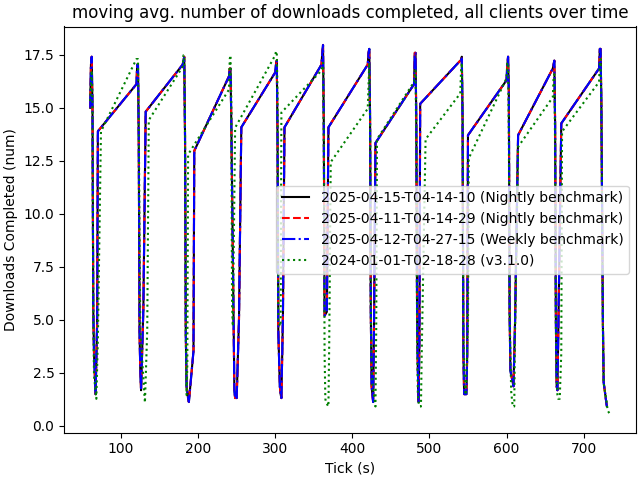 moving avg. number of downloads completed, all clients over time
Downloads Completed (num)
17.5
15.0
12.5
10.0
7.5
5.0
2.5
0.0
2025-04-15-T04-14-10 (Nightly benchmark)
2025-04-11-T04-14-29 (Nightly benchmark)
2025-04-12-T04-27-15 (Weekly benchmark)
2024-01-01-T02-18-28 (v3.1.0)
100 200 300 400 500 600 700
Tick (s)